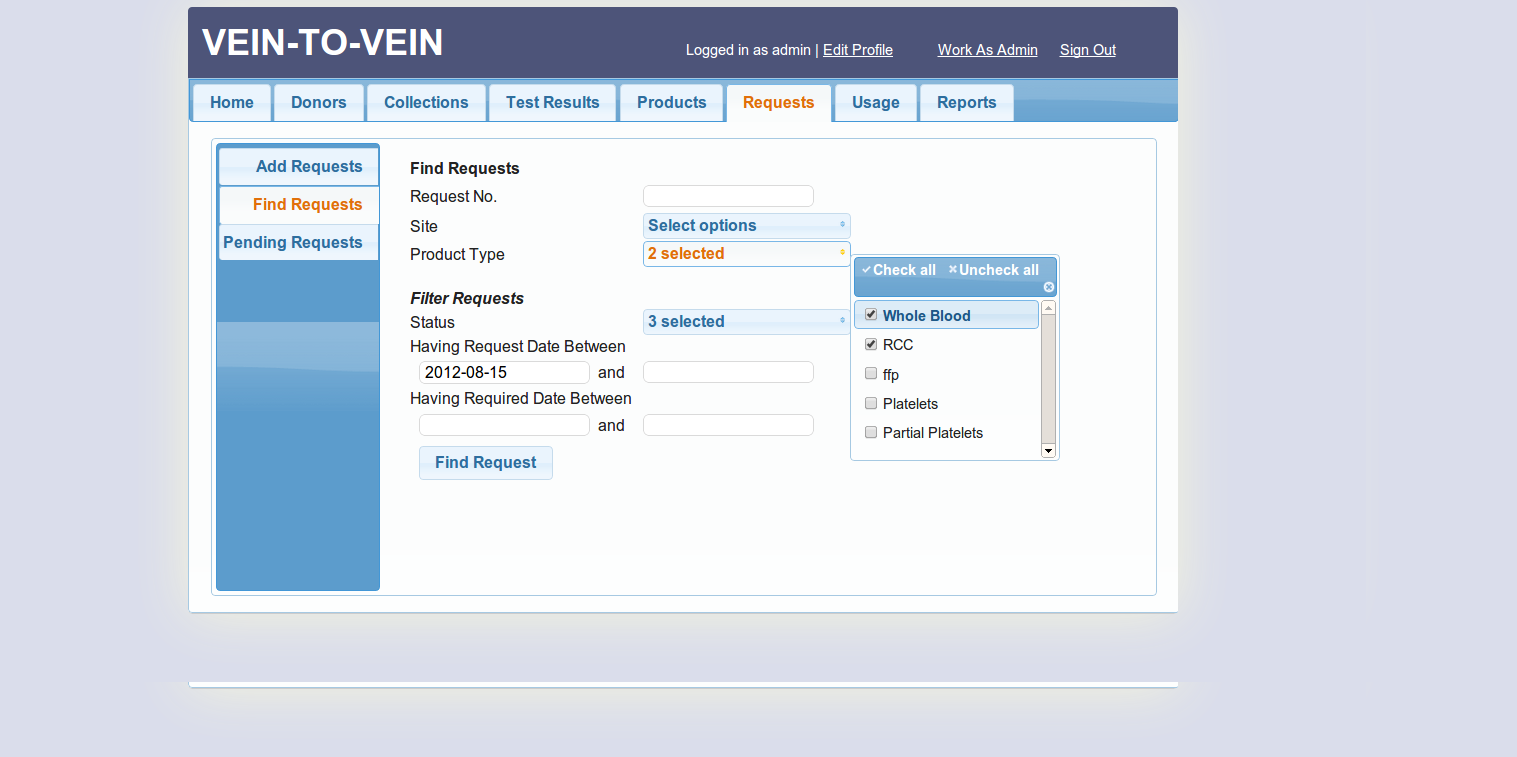 VEIN-TO-VEIN
Logged in as admin | Edit Profile Work As Admin Sign Out
Home Donors Collections Test Results Products Requests Usage Reports
Add Requests
Find Requests
Pending Requests
Find Requests
Request No.
Site Select options
Product Type 2 selected
Filter Requests
Status 3 selected
Having Request Date Between
2012-08-15 and
Having Required Date Between
and
Find Request
Check all Uncheck all
Whole Blood
RCC
ffp
Platelets
Partial Platelets